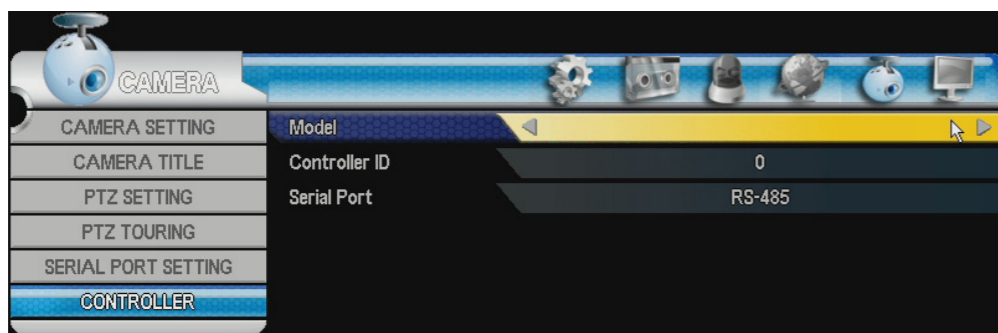 CAMERA
CAMERA SETTING
CAMERA TITLE
PTZ SETTING
PTZ TOURING
SERIAL PORT SETTING
CONTROLLER
Model
Controller ID 0
Serial Port RS-485